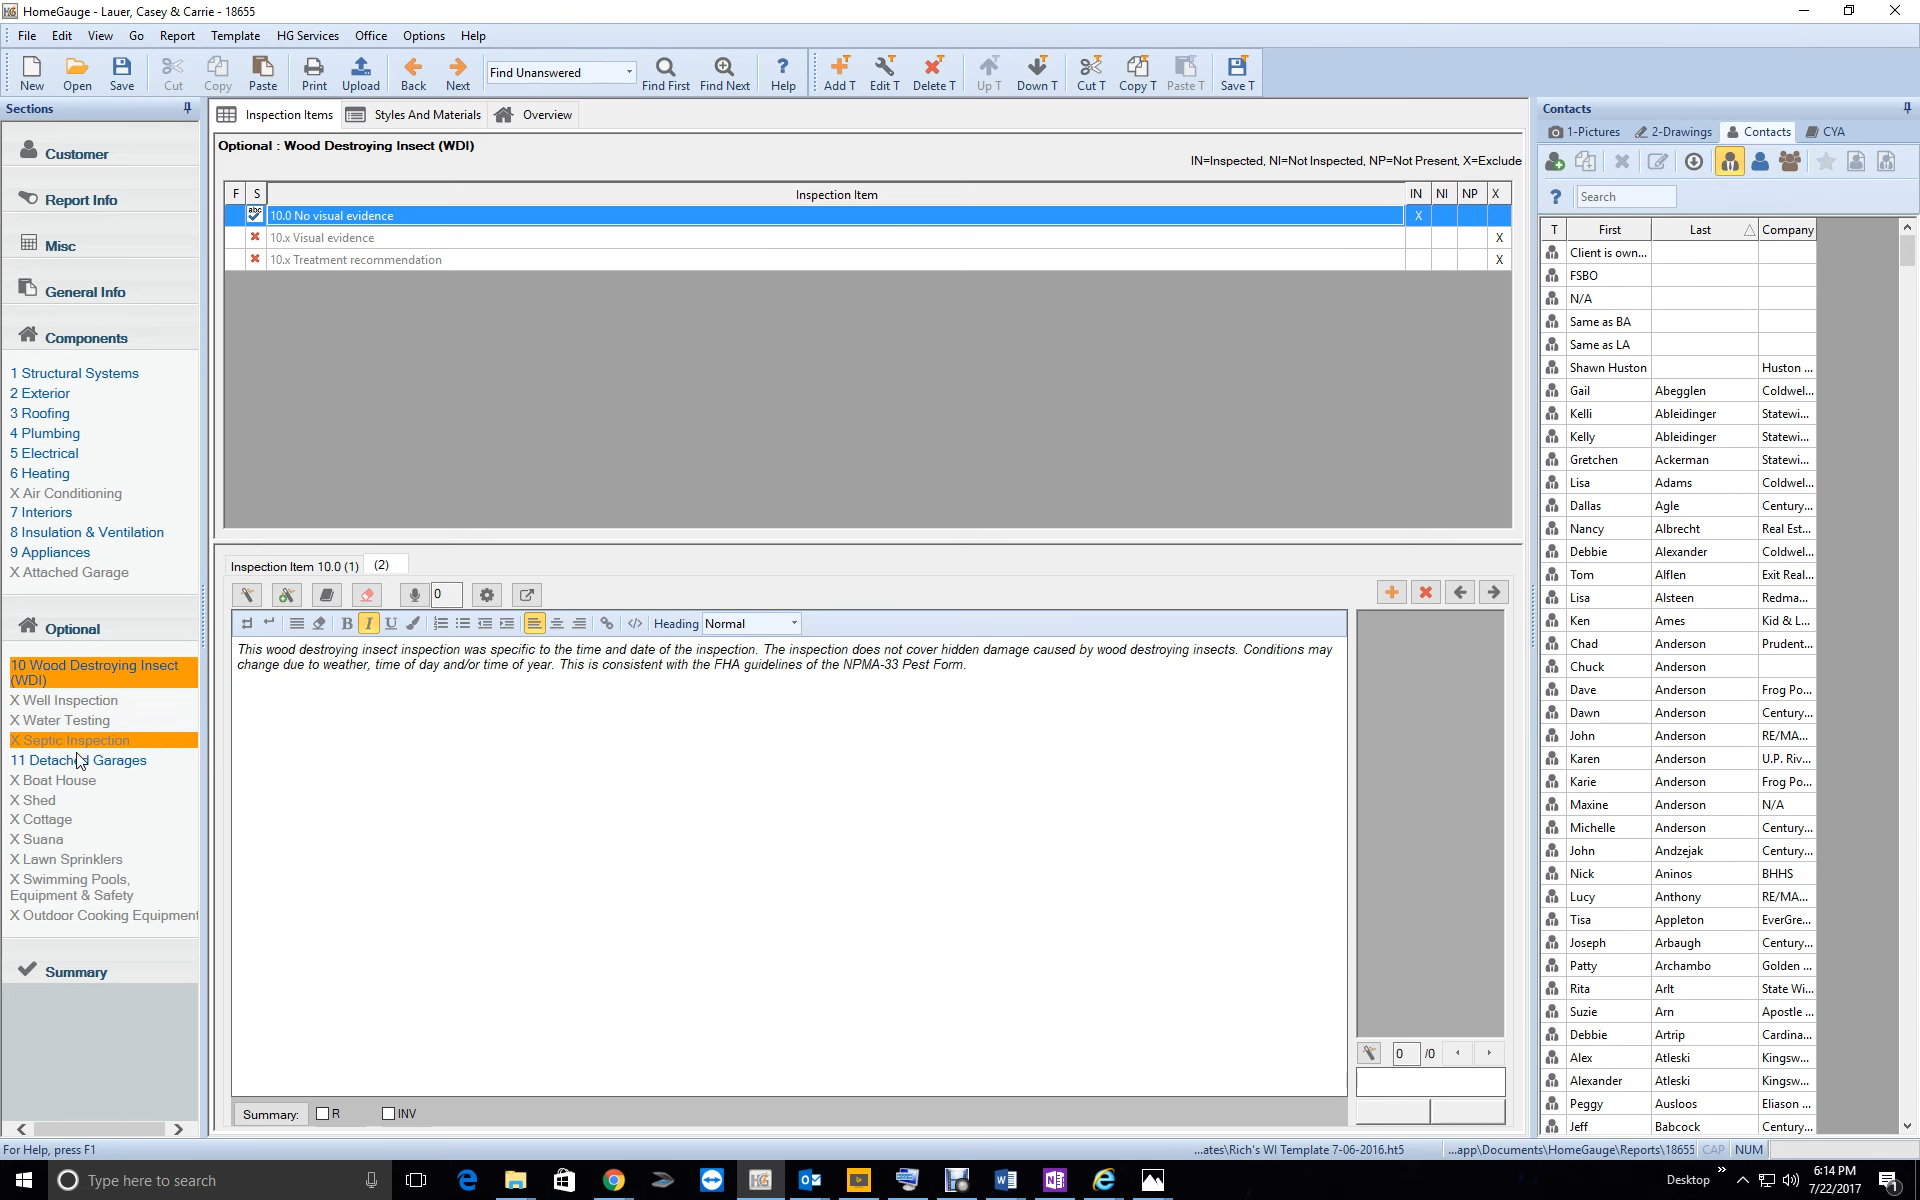 HomeGauge - Lauer, Casey & Carrie - 18655
File Edit View Go Report Template HG Services Office Options Help
New Open Save Cut Copy Paste Print Upload Back Next Find Unanswered Find First Find Next Help Add T Edit T Delete T Up T Down T Cut T Copy T Paste T Save T
Sections
Customer
Report Info
Misc
General Info
Components
1 Structural Systems
2 Exterior
3 Roofing
4 Plumbing
5 Electrical
6 Heating
X Air Conditioning
7 Interiors
8 Insulation & Ventilation
9 Appliances
X Attached Garage
Optional
10 Wood Destroying Insect
(WDI)
X Well Inspection
X Water Testing
X Septic Inspection
11 Detached Garages
X Boat House
X Shed
X Cottage
X Suana
X Lawn Sprinklers
X Swimming Pools,
Equipment & Safety
X Outdoor Cooking Equipment
Summary
Inspection Items Styles And Materials Overview
Optional : Wood Destroying Insect (WDI)
IN=Inspected, NI=Not Inspected, NP=Not Present, X=Exclude
F S Inspection Item IN NI NP X
abc 10.0 No visual evidence X
10.x Visual evidence X
10.x Treatment recommendation X
Inspection Item 10.0 (1) (2)
0
B I U Heading Normal
This wood destroying insect inspection was specific to the time and date of the inspection. The inspection does not cover hidden damage caused by wood destroying insects. Conditions may
change due to weather, time of day and/or time of year. This is consistent with the FHA guidelines of the NPMA-33 Pest Form.
0 /0
Summary: R INV
Contacts
1-Pictures 2-Drawings Contacts CYA
? Search
T First Last Company
Client is own...
FSBO
N/A
Same as BA
Same as LA
Shawn Huston Huston ...
Gail Abegglen Coldwel...
Kelli Ableidinger Statewi...
Kelly Ableidinger Statewi...
Gretchen Ackerman Statewi...
Lisa Adams Coldwel...
Dallas Agle Century...
Nancy Albrecht Real Est...
Debbie Alexander Coldwel...
Tom Alflen Exit Real...
Lisa Alsteen Redma...
Ken Ames Kid & L...
Chad Anderson Prudent...
Chuck Anderson
Dave Anderson Frog Po...
Dawn Anderson Century...
John Anderson RE/MA...
Karen Anderson U.P. Riv...
Karie Anderson Frog Po...
Maxine Anderson N/A
Michelle Anderson Century...
John Andzejak Century...
Nick Aninos BHHS
Lucy Anthony RE/MA...
Tisa Appleton EverGre...
Joseph Arbaugh Century...
Patty Archambo Golden ...
Rita Arlt State Wi...
Suzie Arn Apostle ...
Debbie Artrip Cardina...
Alex Atleski Kingsw...
Alexander Atleski Kingsw...
Peggy Ausloos Eliason ...
Jeff Babcock Century...
For Help, press F1
...ates\Rich's WI Template 7-06-2016.ht5 ...app\Documents\HomeGauge\Reports\18655 CAP NUM
Type here to search
Desktop
6:14 PM
7/22/2017